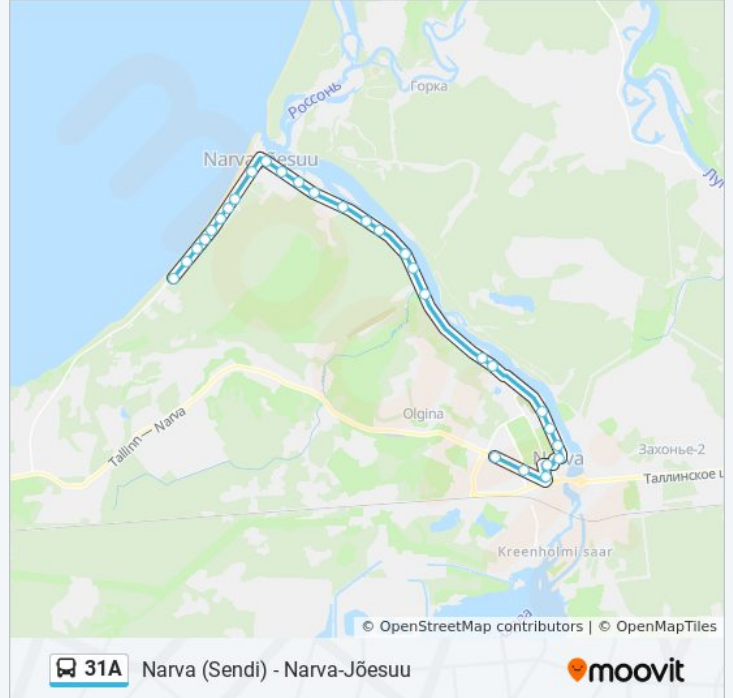 Россонь
Горка
Narva-Jõesuu
Olgina
Tallinn — Narva
Narva
Захонье-2
Таллинское
Kreenholmi saar
© OpenStreetMap contributors | © OpenMapTiles
31A Narva (Sendi) - Narva-Jõesuu
moovit